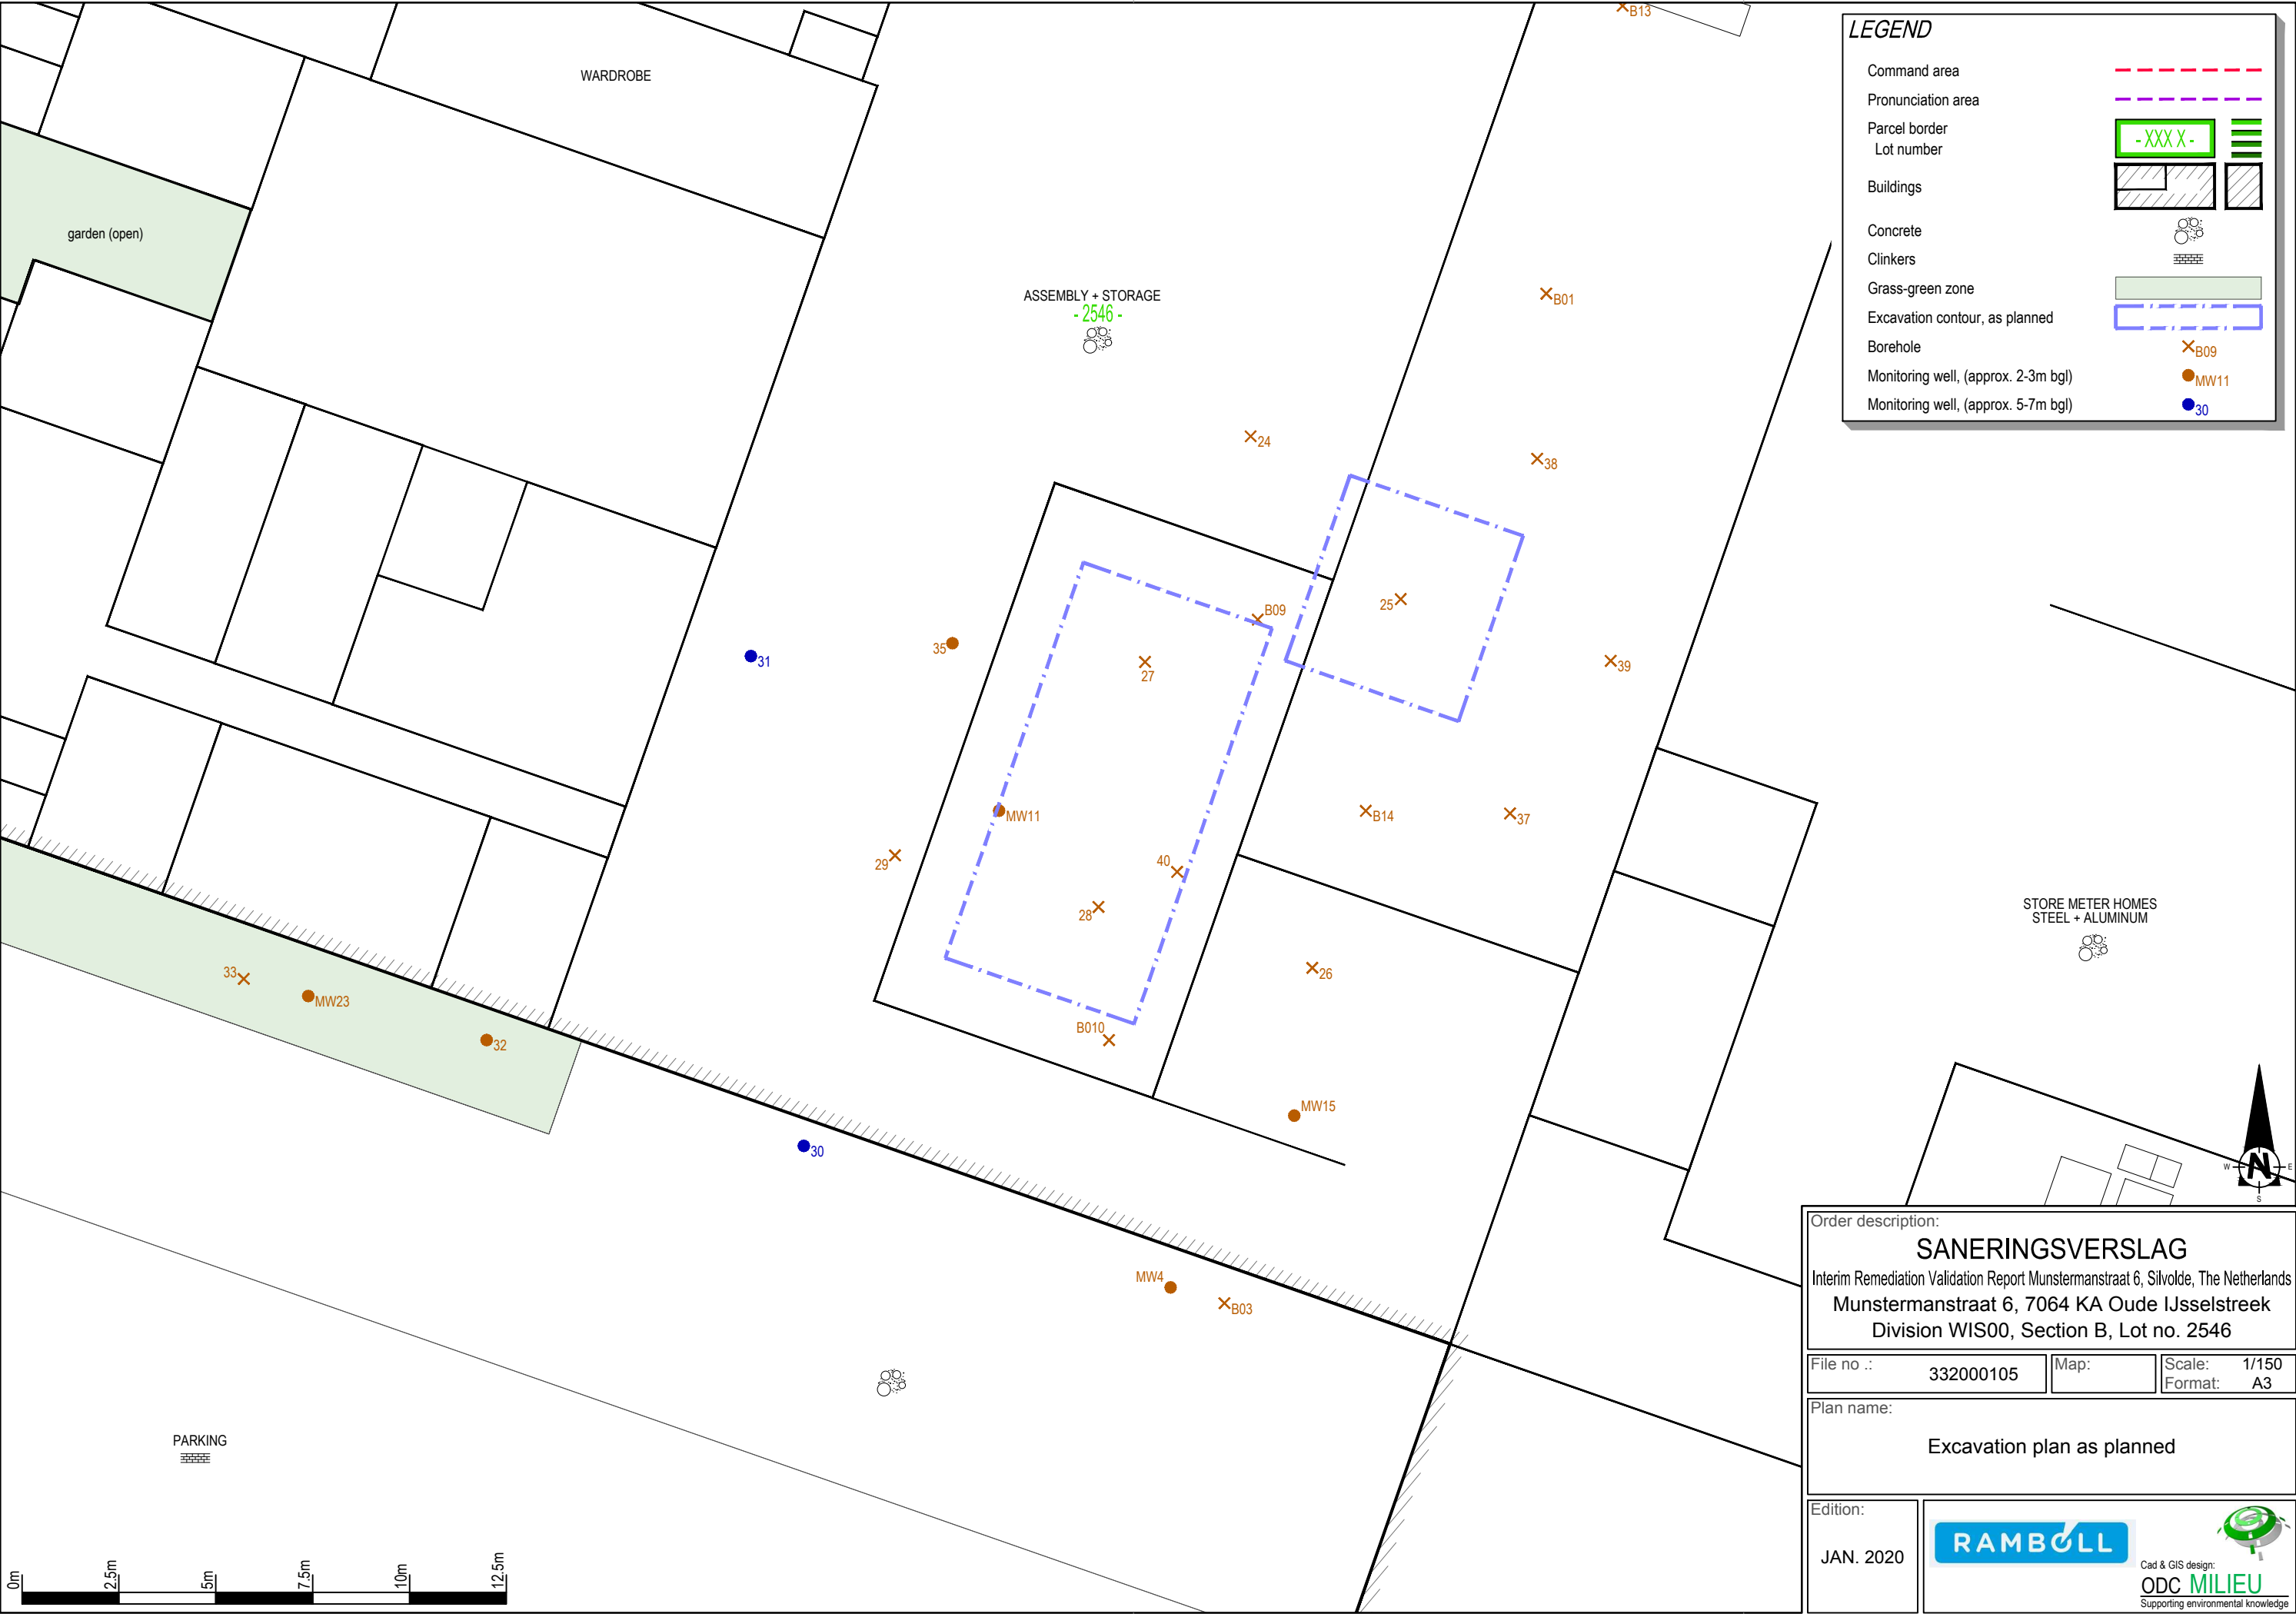 B13
WARDROBE
garden (open)
ASSEMBLY + STORAGE
- 2546 -
B01
24
38
25
B09
27
35
31
39
MW11
B14
37
29
40
28
26
33
MW23
32
B010
MW15
30
MW4
B03
STORE METER HOMES
STEEL + ALUMINUM
PARKING
0m
2.5m
5m
7.5m
10m
12.5m
LEGEND
Command area
Pronunciation area
Parcel border
Lot number
- XXX X -
Buildings
Concrete
Clinkers
Grass-green zone
Excavation contour, as planned
Borehole
B09
Monitoring well, (approx. 2-3m bgl)
MW11
Monitoring well, (approx. 5-7m bgl)
30
N
W
E
S
Order description:
SANERINGSVERSLAG
Interim Remediation Validation Report Munstermanstraat 6, Silvolde, The Netherlands
Munstermanstraat 6, 7064 KA Oude IJsselstreek
Division WIS00, Section B, Lot no. 2546
File no .:
332000105
Map:
Scale: 1/150
Format: A3
Plan name:
Excavation plan as planned
Edition:
JAN. 2020
RAMBOLL
Cad & GIS design:
ODC MILIEU
Supporting environmental knowledge